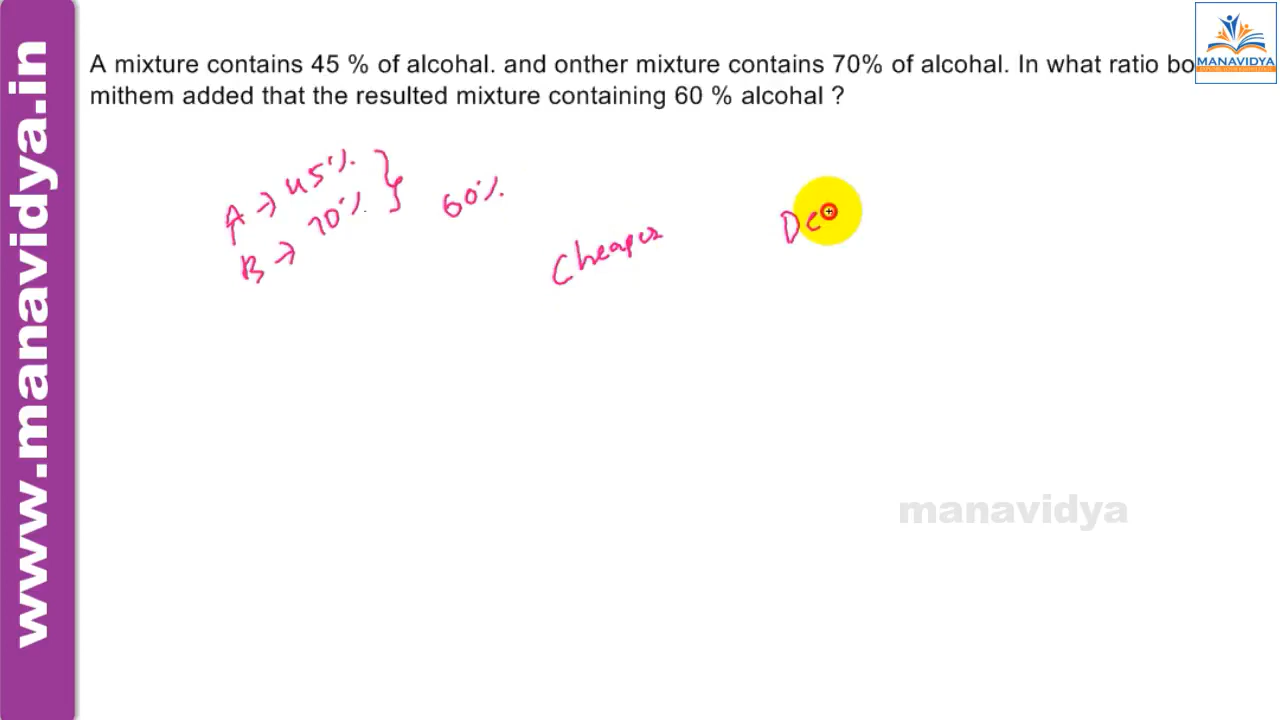 www.manavidya.in
MANAVIDYA
A mixture contains 45 % of alcohal. and onther mixture contains 70% of alcohal. In what ratio bo
mithem added that the resulted mixture containing 60 % alcohal ?
A → 45%
B → 70%
60%
Cheaper
De
manavidya